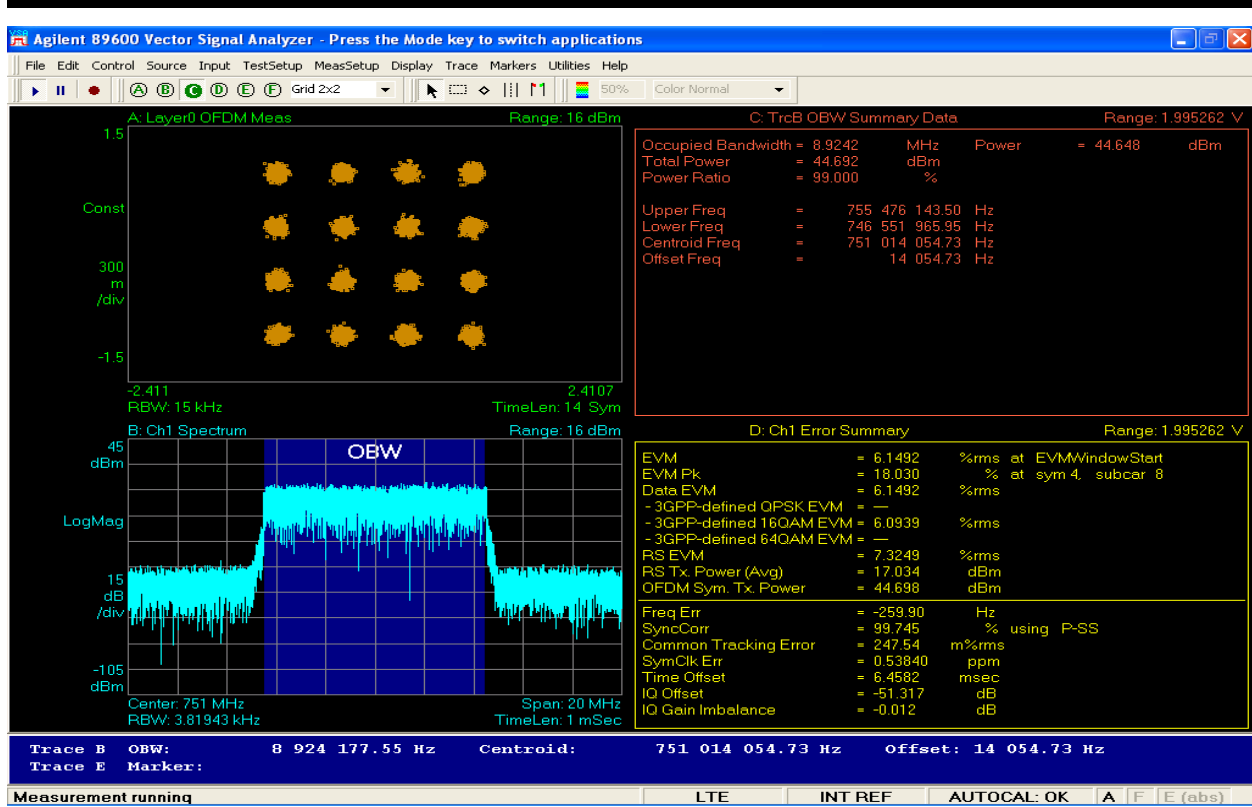 Agilent 89600 Vector Signal Analyzer - Press the Mode key to switch applications
File Edit Control Source Input TestSetup MeasSetup Display Trace Markers Utilities Help
A B C D E F Grid 2x2 50% Color Normal
A: Layer0 OFDM Meas Range: 16 dBm
1.5
Const
300
m
/div
-1.5
-2.411 2.4107
RBW: 15 kHz TimeLen: 14 Sym
C: TrcB OBW Summary Data Range: 1.995262 V
Occupied Bandwidth = 8.9242 MHz Power = 44.648 dBm
Total Power = 44.692 dBm
Power Ratio = 99.000 %
Upper Freq = 755 476 143.50 Hz
Lower Freq = 746 551 965.95 Hz
Centroid Freq = 751 014 054.73 Hz
Offset Freq = 14 054.73 Hz
B: Ch1 Spectrum Range: 16 dBm
45
dBm
OBW
LogMag
15
dB
/div
-105
dBm
Center: 751 MHz Span: 20 MHz
RBW: 3.81943 kHz TimeLen: 1 mSec
D: Ch1 Error Summary Range: 1.995262 V
EVM = 6.1492 %rms at EVMWindowStart
EVM Pk = 18.030 % at sym 4, subcar 8
Data EVM = 6.1492 %rms
- 3GPP-defined QPSK EVM = —
- 3GPP-defined 16QAM EVM = 6.0939 %rms
- 3GPP-defined 64QAM EVM = —
RS EVM = 7.3249 %rms
RS Tx. Power (Avg) = 17.034 dBm
OFDM Sym. Tx. Power = 44.698 dBm
Freq Err = -259.90 Hz
SyncCorr = 99.745 % using P-SS
Common Tracking Error = 247.54 m%rms
SymClk Err = 0.53840 ppm
Time Offset = 6.4582 msec
IQ Offset = -51.317 dB
IQ Gain Imbalance = -0.012 dB
Trace B OBW: 8 924 177.55 Hz Centroid: 751 014 054.73 Hz Offset: 14 054.73 Hz
Trace E Marker:
Measurement running LTE INT REF AUTOCAL: OK A F E (abs)